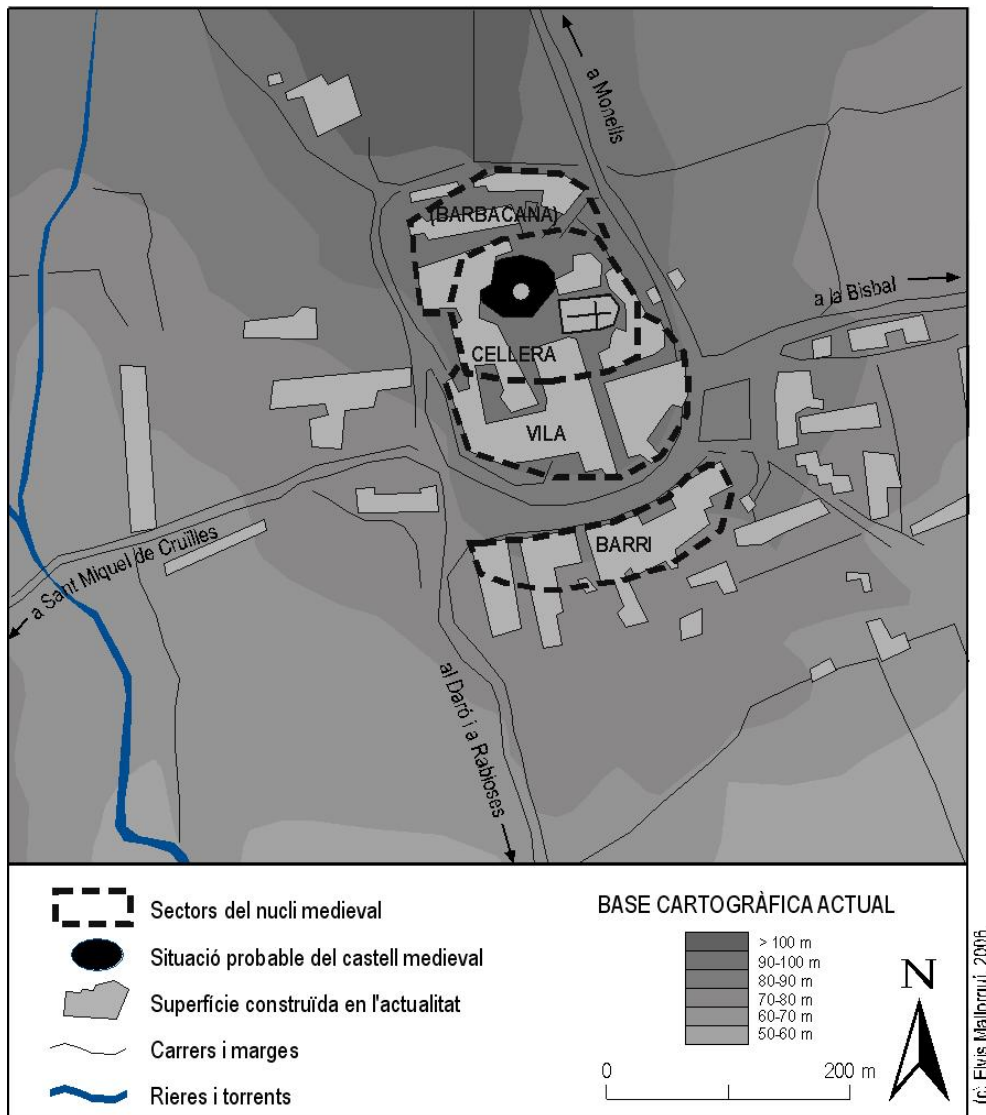 a Monells
(BARBACANA)
a la Bisbal
CELLERA
VILA
BARRI
a Sant Miquel de Cruïlles
al Daró i a Rabioses
Sectors del nucli medieval
Situació probable del castell medieval
Superfície construïda en l'actualitat
Carrers i marges
Rieres i torrents
BASE CARTOGRÀFICA ACTUAL
> 100 m
90-100 m
80-90 m
70-80 m
60-70 m
50-60 m
0 200 m
N
(c) Elvis Mallorquí, 2006